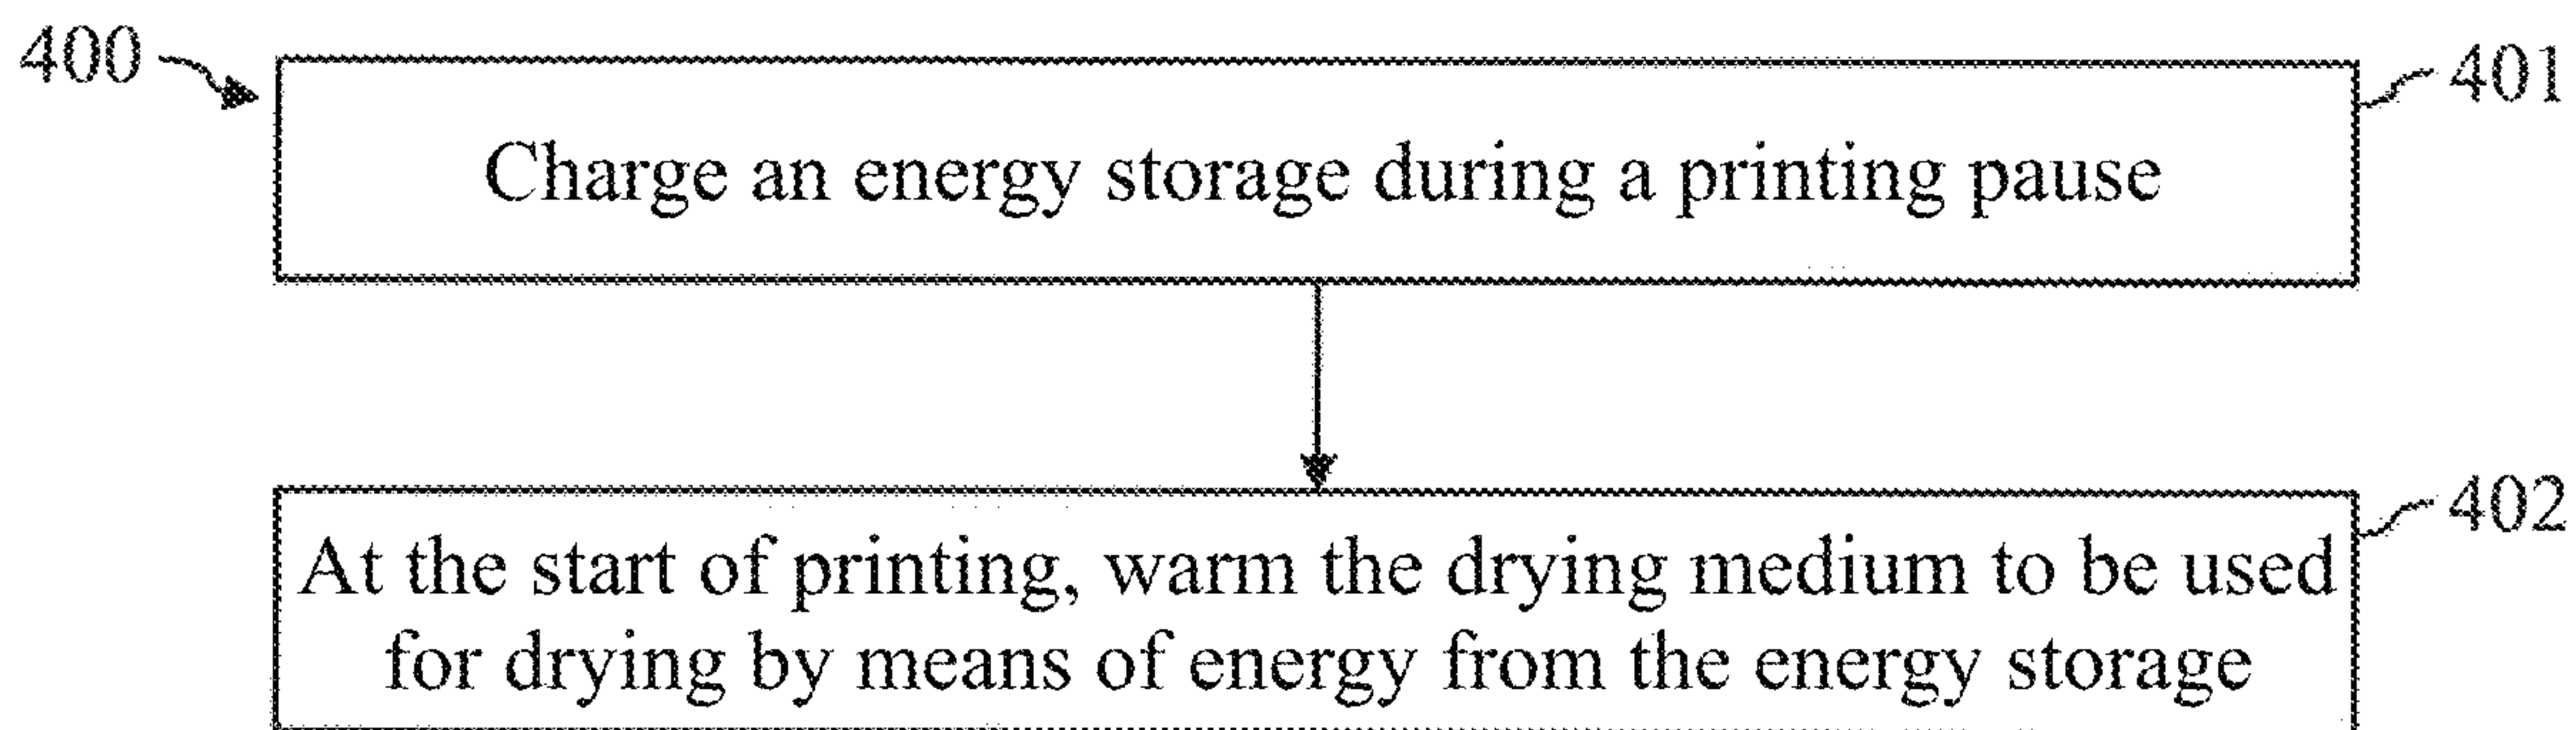 400
401
Charge an energy storage during a printing pause
402
At the start of printing, warm the drying medium to be used
for drying by means of energy from the energy storage